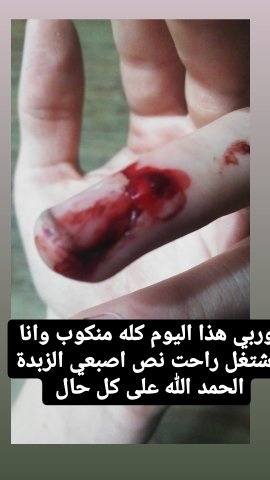 وربي هذا اليوم كله منكوب وانا
شتغل راحت نص اصبعي الزبدة
الحمد الله على كل حال